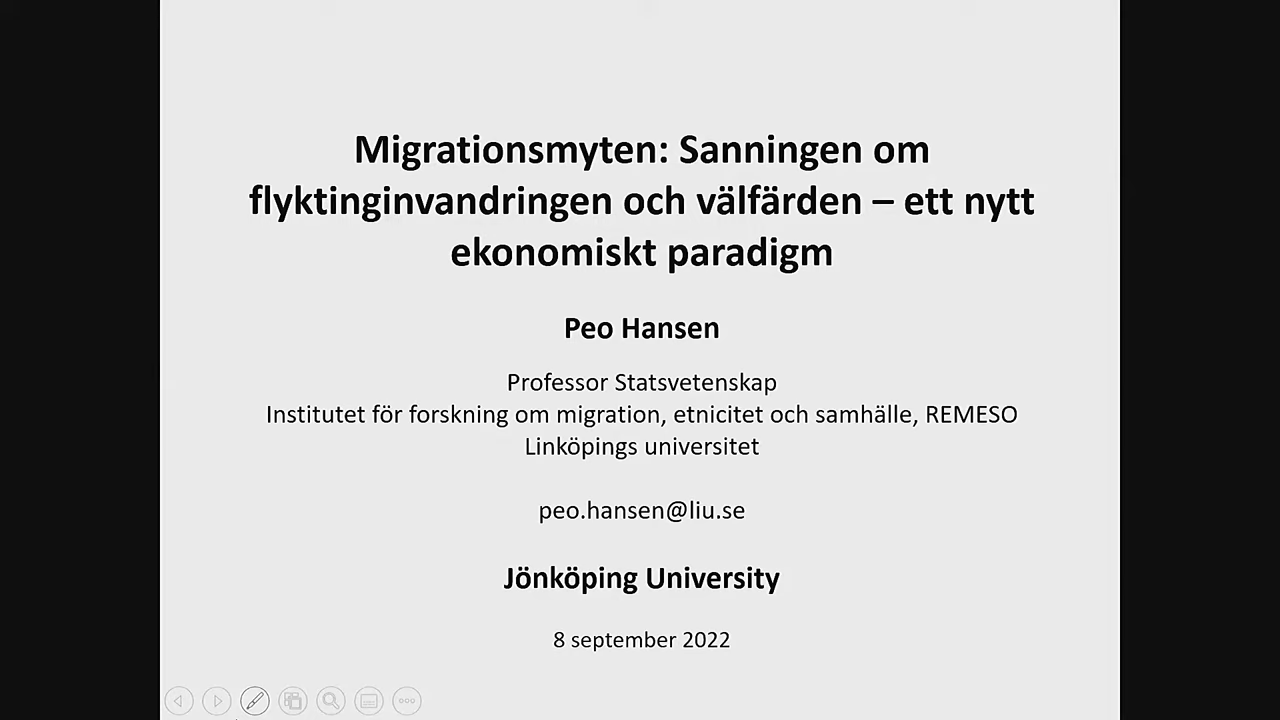 Migrationsmyten: Sanningen om
flyktinginvandringen och välfärden – ett nytt
ekonomiskt paradigm
Peo Hansen
Professor Statsvetenskap
Institutet för forskning om migration, etnicitet och samhälle, REMESO
Linköpings universitet
peo.hansen@liu.se
Jönköping University
8 september 2022